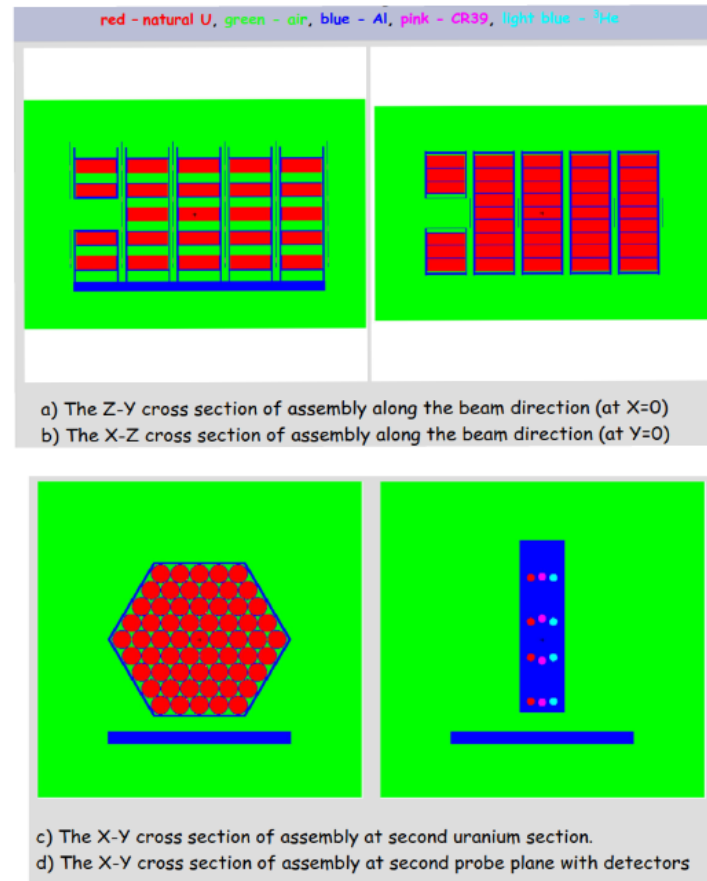 red - natural U, green - air, blue - Al, pink - CR39, light blue - ³He
a) The Z-Y cross section of assembly along the beam direction (at X=0)
b) The X-Z cross section of assembly along the beam direction (at Y=0)
c) The X-Y cross section of assembly at second uranium section.
d) The X-Y cross section of assembly at second probe plane with detectors